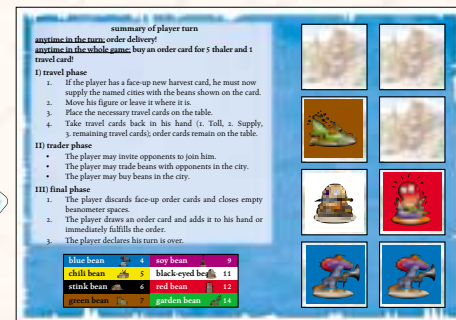 summary of player turn
anytime in the turn: order delivery!
anytime in the whole game: buy an order card for 5 thaler and 1
travel card!
I) travel phase
1. If the player has a face-up new harvest card, he must now
supply the named cities with the beans shown on the card.
2. Move his figure or leave it where it is.
3. Place the necessary travel cards on the table.
4. Take travel cards back in his hand (1. Toll, 2. Supply,
3. remaining travel cards); order cards remain on the table.
II) trader phase
• The player may invite opponents to join him.
• The player may trade beans with opponents in the city.
• The player may buy beans in the city.
III) final phase
1. The player discards face-up order cards and closes empty
beanometer spaces.
2. The player draws an order card and adds it to his hand or
immediately fulfills the order.
3. The player declares his turn is over.
blue bean 4 soy bean 9
chili bean 5 black-eyed bean 11
stink bean 6 red bean 12
green bean 7 garden bean 14